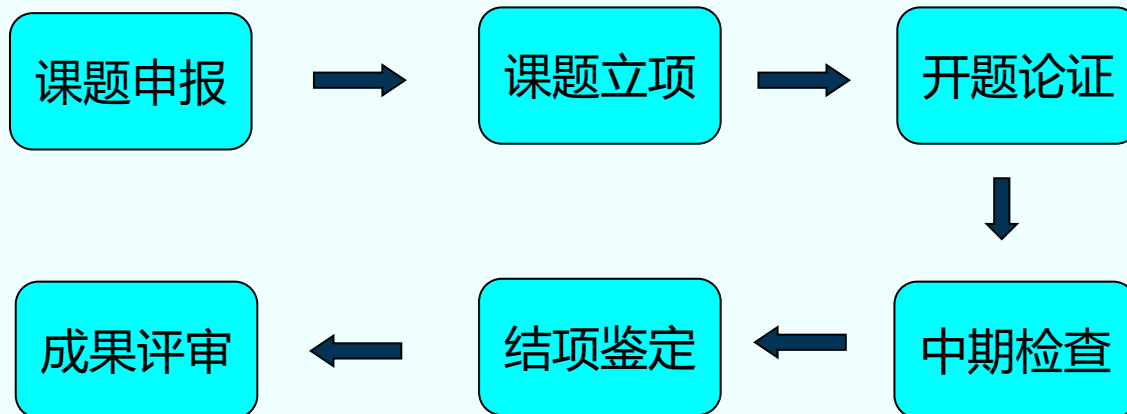 课题申报
课题立项
开题论证
中期检查
结项鉴定
成果评审